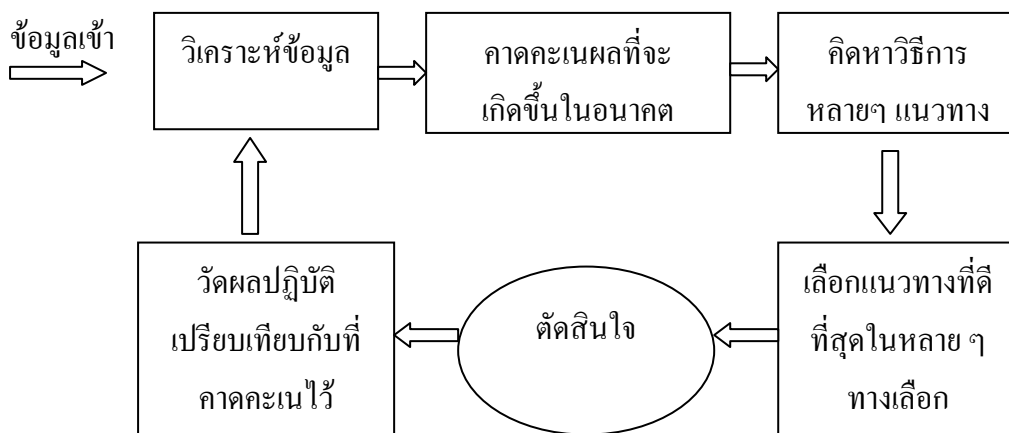 ข้อมูลเข้า
วิเคราะห์ข้อมูล
คาดคะเนผลที่จะ
เกิดขึ้นในอนาคต
คิดหาวิธีการ
หลายๆ แนวทาง
เลือกแนวทางที่ดี
ที่สุดในหลาย ๆ
ทางเลือก
ตัดสินใจ
วัดผลปฏิบัติ
เปรียบเทียบกับที่
คาดคะเนไว้